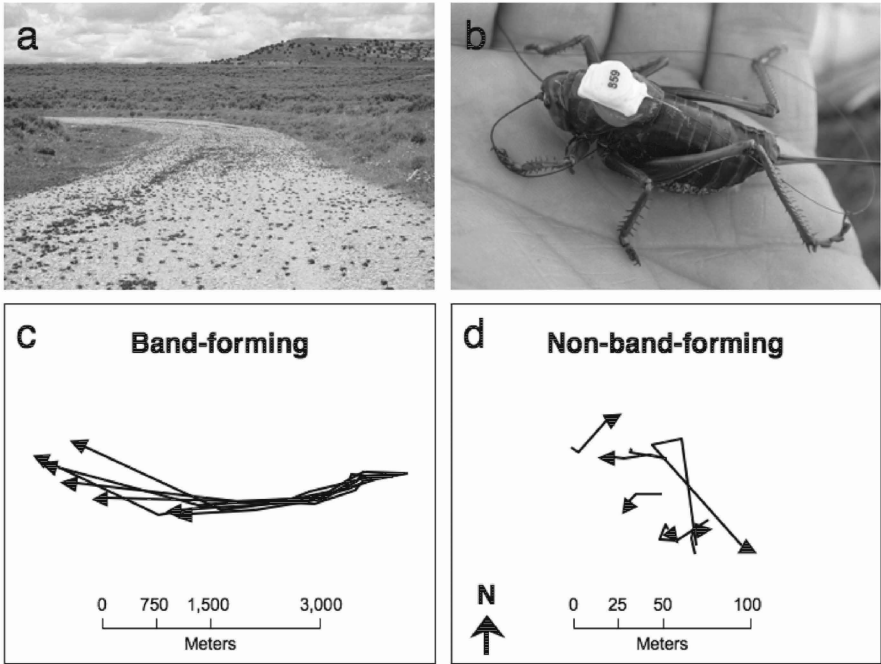 a
b
859
c
Band-forming
0 750 1,500 3,000
Meters
d
Non-band-forming
N
0 25 50 100
Meters